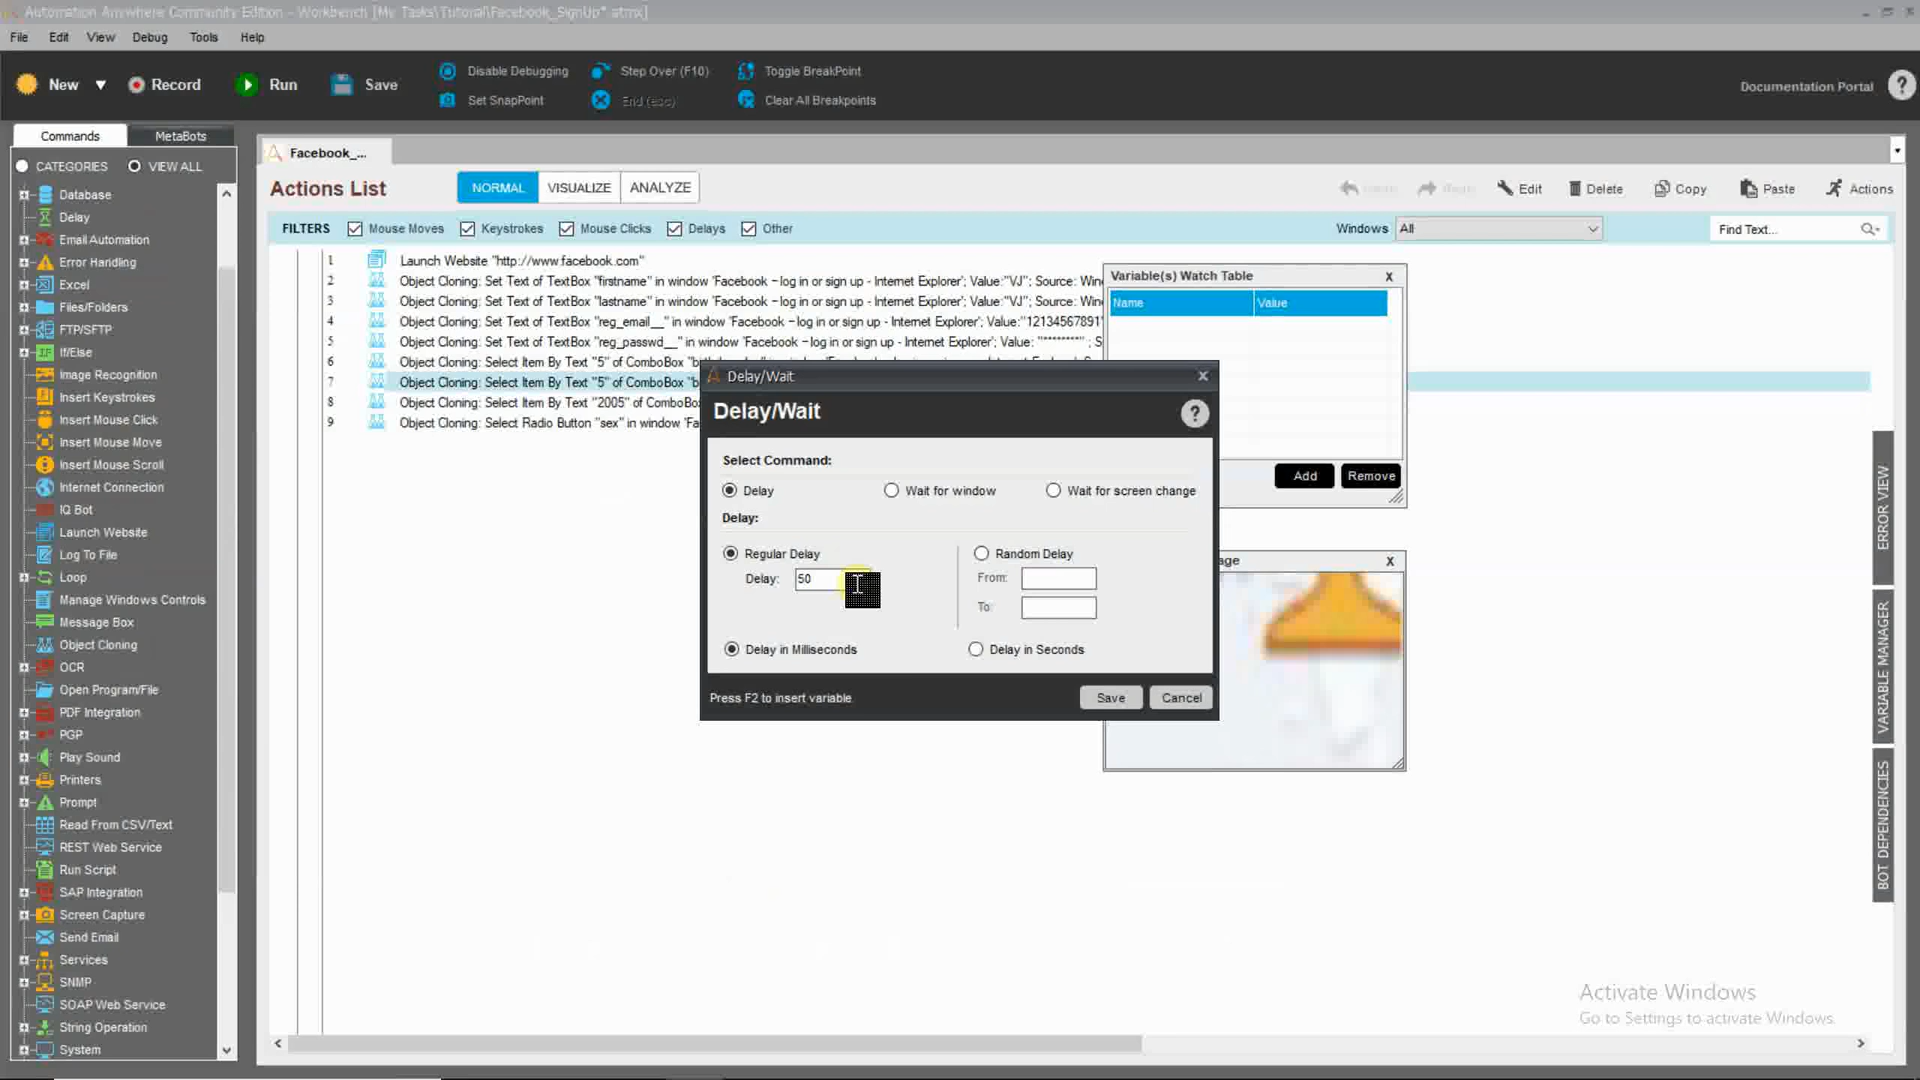 Automation Anywhere Community Edition - Workbench [My Tasks\Tutorial\Facebook_SignUp* atmx]
File Edit View Debug Tools Help
New Record Run Save
Disable Debugging Step Over (F10) Toggle BreakPoint
Set SnapPoint End (esc) Clear All Breakpoints
Documentation Portal ?
Commands MetaBots
CATEGORIES VIEW ALL
Database
Delay
Email Automation
Error Handling
Excel
Files/Folders
FTP/SFTP
If/Else
Image Recognition
Insert Keystrokes
Insert Mouse Click
Insert Mouse Move
Insert Mouse Scroll
Internet Connection
IQ Bot
Launch Website
Log To File
Loop
Manage Windows Controls
Message Box
Object Cloning
OCR
Open Program/File
PDF Integration
PGP
Play Sound
Printers
Prompt
Read From CSV/Text
REST Web Service
Run Script
SAP Integration
Screen Capture
Send Email
Services
SNMP
SOAP Web Service
String Operation
System
Facebook_...
Actions List NORMAL VISUALIZE ANALYZE
Edit Delete Copy Paste Actions
FILTERS Mouse Moves Keystrokes Mouse Clicks Delays Other
Windows All Find Text...
1 Launch Website "http://www.facebook.com"
2 Object Cloning: Set Text of TextBox "firstname" in window 'Facebook – log in or sign up - Internet Explorer'; Value:"VJ"; Source: Win
3 Object Cloning: Set Text of TextBox "lastname" in window 'Facebook – log in or sign up - Internet Explorer'; Value:"VJ"; Source: Win
4 Object Cloning: Set Text of TextBox "reg_email__" in window 'Facebook – log in or sign up - Internet Explorer'; Value:"12134567891"
5 Object Cloning: Set Text of TextBox "reg_passwd__" in window 'Facebook – log in or sign up - Internet Explorer'; Value: "********" ; S
6 Object Cloning: Select Item By Text "5" of ComboBox
7 Object Cloning: Select Item By Text "5" of ComboBox "b
8 Object Cloning: Select Item By Text "2005" of ComboBox
9 Object Cloning: Select Radio Button "sex" in window 'Fa
Variable(s) Watch Table X
Name Value
Add Remove
age X
Delay/Wait X
Delay/Wait ?
Select Command:
Delay Wait for window Wait for screen change
Delay:
Regular Delay Random Delay
Delay: 50 From:
To
Delay in Milliseconds Delay in Seconds
Press F2 to insert variable Save Cancel
ERROR VIEW
VARIABLE MANAGER
BOT DEPENDENCIES
Activate Windows
Go to Settings to activate Windows.